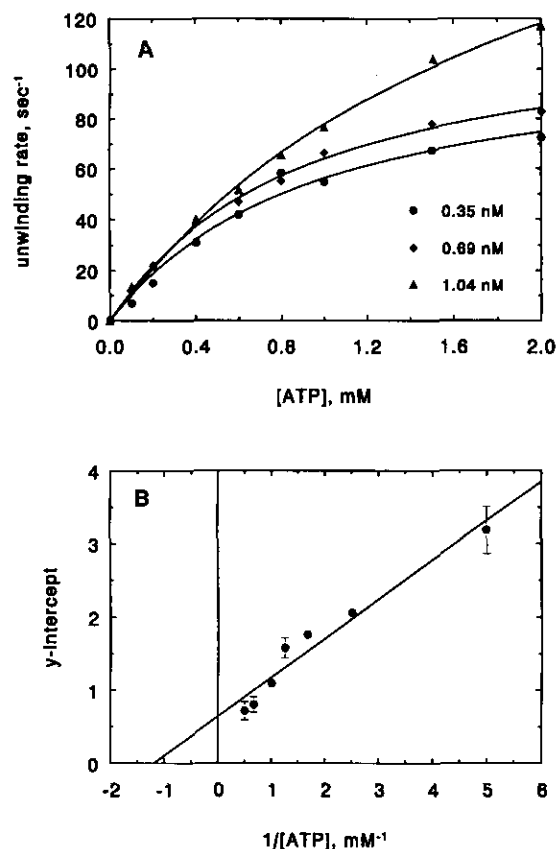 A
unwinding rate, sec⁻¹
120
100
80
60
40
20
0
0.35 nM
0.69 nM
1.04 nM
0.0 0.4 0.8 1.2 1.6 2.0
[ATP], mM
B
y-Intercept
4
3
2
1
0
-2 -1 0 1 2 3 4 5 6
1/[ATP], mM⁻¹